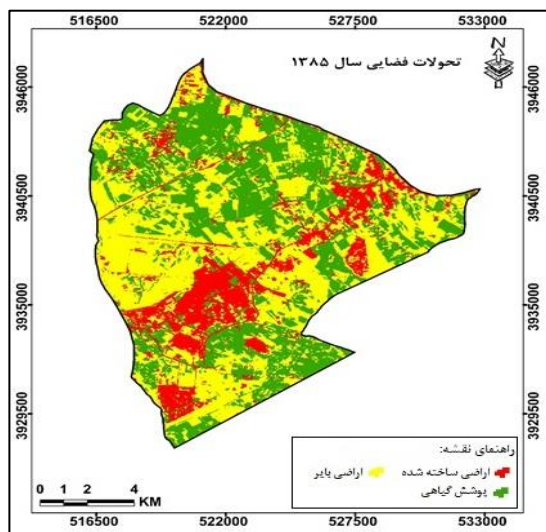 516500 522000 527500 533000
تحولات فضایی سال ۱۳۸۵
N
3946000 3946000
3940500 3940500
3935000 3935000
3929500 3929500
راهنمای نقشه:
اراضی ساخته شده اراضی بایر
پوشش گیاهی
0 1 2 4
KM
516500 522000 527500 533000